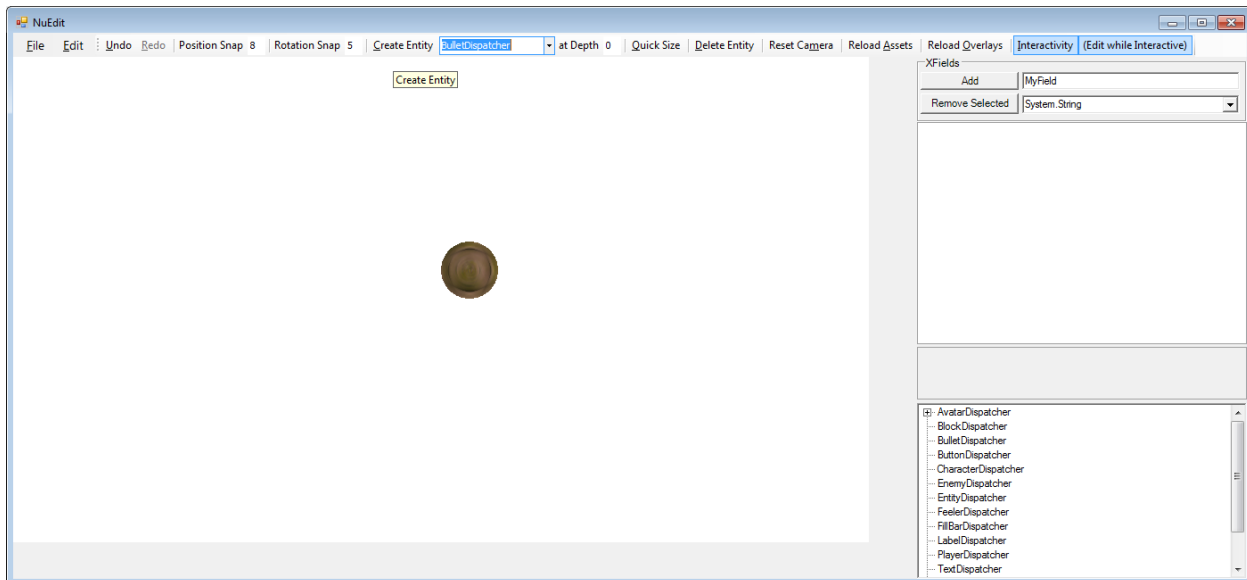 NuEdit
File Edit Undo Redo Position Snap 8 Rotation Snap 5 Create Entity BulletDispatcher at Depth 0 Quick Size Delete Entity Reset Camera Reload Assets Reload Overlays Interactivity (Edit while Interactive)
Create Entity
XFields
Add MyField
Remove Selected System.String
AvatarDispatcher
BlockDispatcher
BulletDispatcher
ButtonDispatcher
CharacterDispatcher
EnemyDispatcher
EntityDispatcher
FeelerDispatcher
FillBarDispatcher
LabelDispatcher
PlayerDispatcher
TextDispatcher